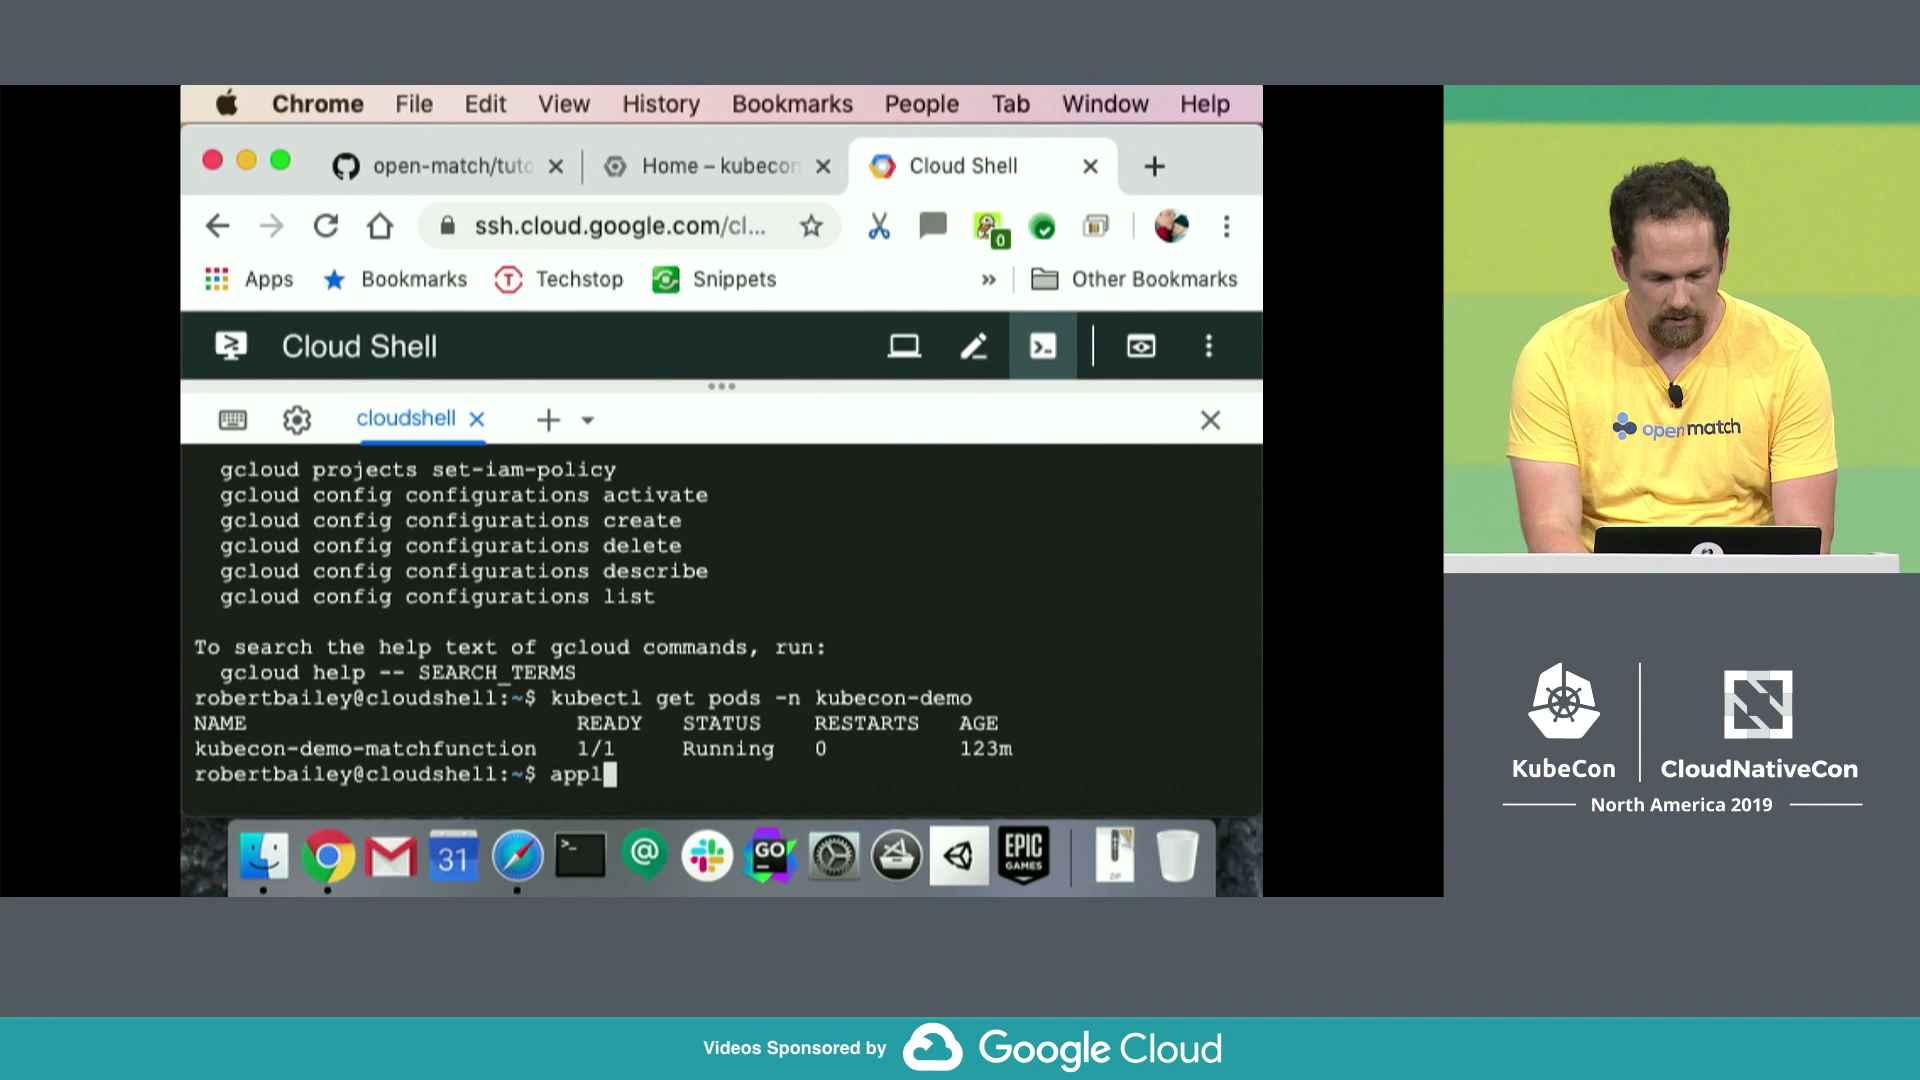 Chrome File Edit View History Bookmarks People Tab Window Help
open-match/tuto
Home – kubecon
Cloud Shell
ssh.cloud.google.com/cl...
0
Apps
Bookmarks
Techstop
Snippets
»
Other Bookmarks
Cloud Shell
cloudshell
gcloud projects set-iam-policy
gcloud config configurations activate
gcloud config configurations create
gcloud config configurations delete
gcloud config configurations describe
gcloud config configurations list
To search the help text of gcloud commands, run:
gcloud help -- SEARCH_TERMS
robertbailey@cloudshell:~$ kubectl get pods -n kubecon-demo
NAME READY STATUS RESTARTS AGE
kubecon-demo-matchfunction 1/1 Running 0 123m
robertbailey@cloudshell:~$ appl
31
GO
EPIC
GAMES
ZIP
open match
KubeCon
CloudNativeCon
North America 2019
Videos Sponsored by
Google Cloud